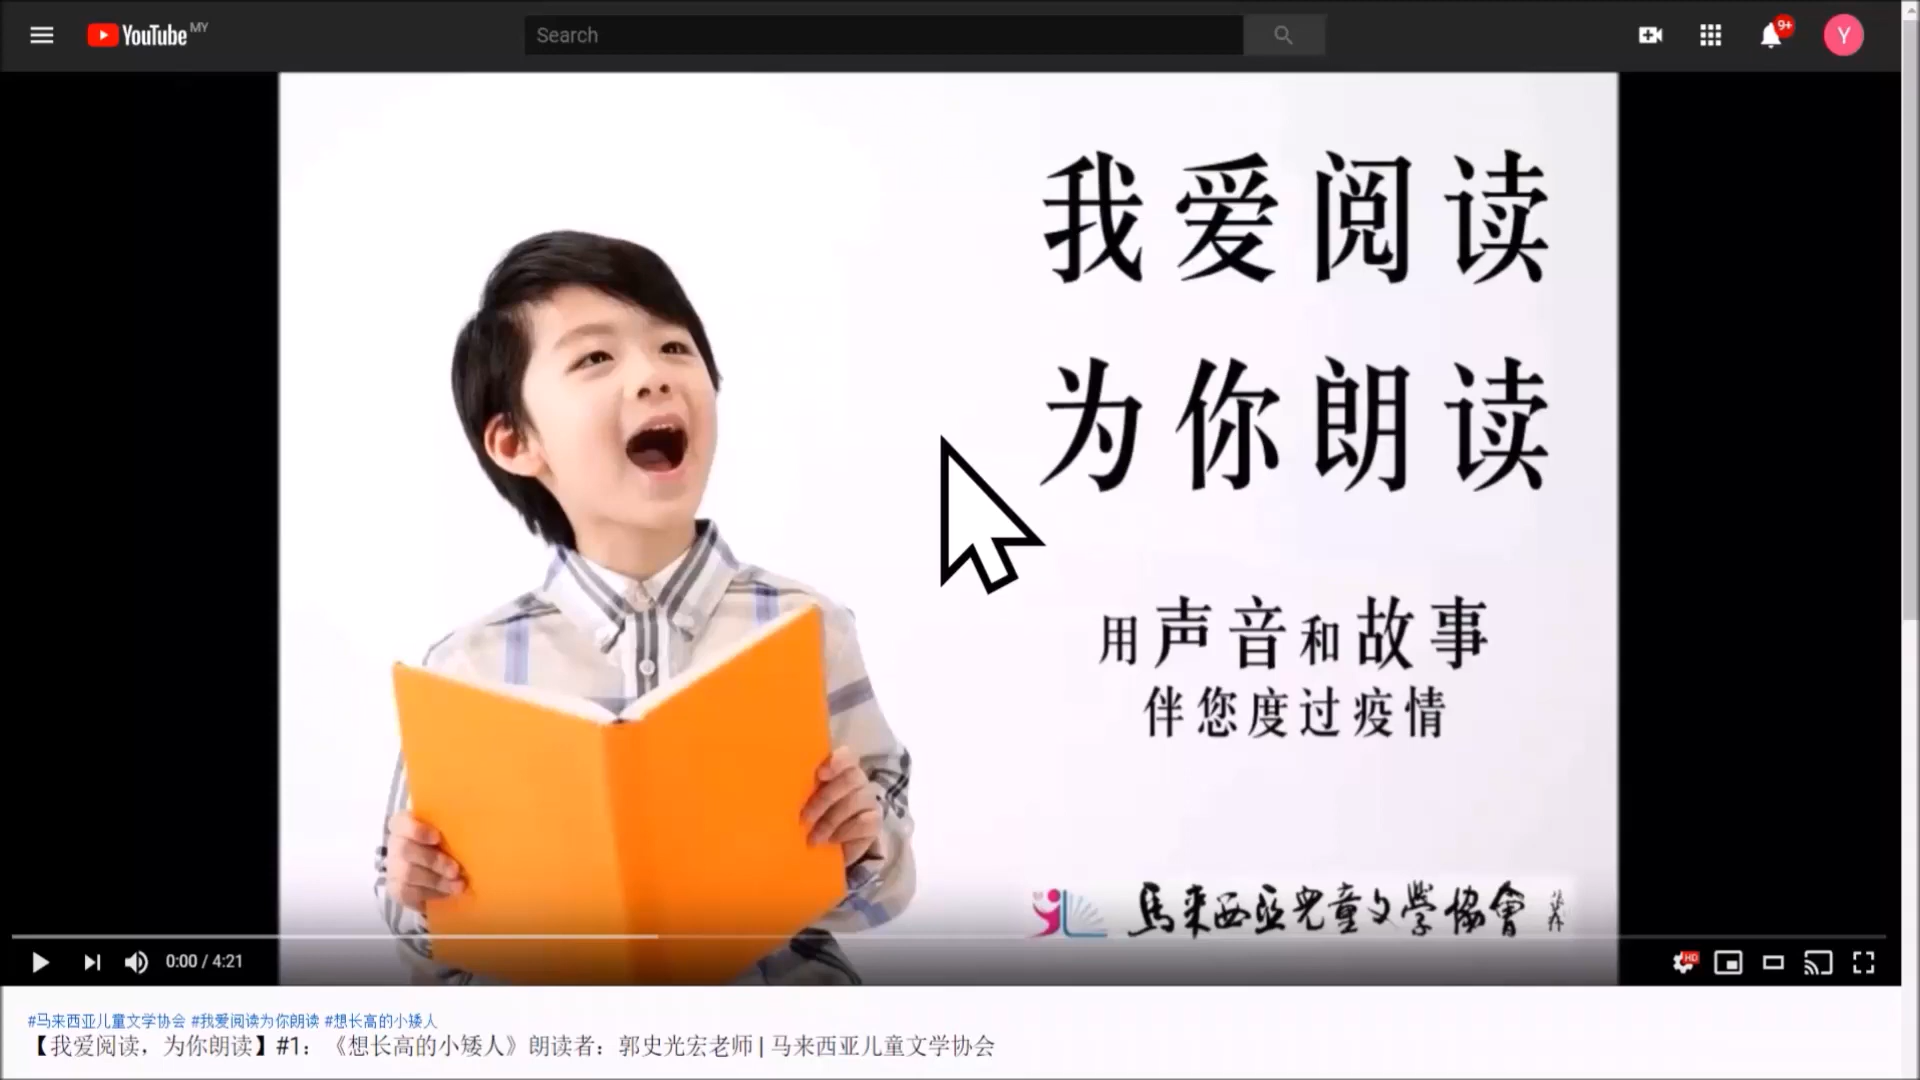 YouTube MY
Search
9+
Y
我爱阅读
为你朗读
用声音和故事
伴您度过疫情
馬来西亞兒童文學協會
0:00 / 4:21
HD
#马来西亚儿童文学协会 #我爱阅读为你朗读 #想长高的小矮人
【我爱阅读，为你朗读】#1：《想长高的小矮人》朗读者：郭史光宏老师 | 马来西亚儿童文学协会